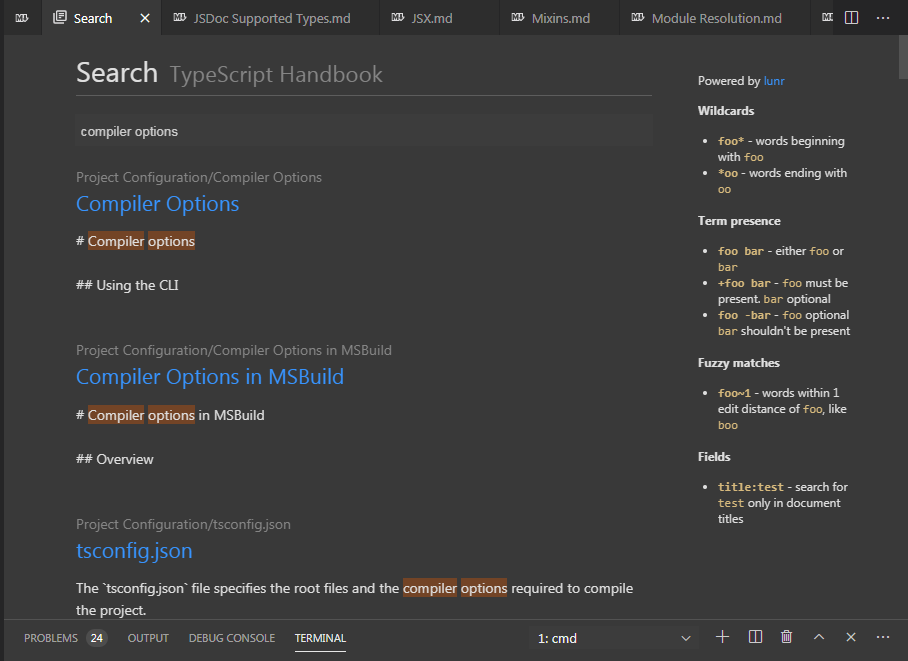 Search
JSDoc Supported Types.md
JSX.md
Mixins.md
Module Resolution.md
Search TypeScript Handbook
compiler options
Project Configuration/Compiler Options
Compiler Options
# Compiler options
## Using the CLI
Project Configuration/Compiler Options in MSBuild
Compiler Options in MSBuild
# Compiler options in MSBuild
## Overview
Project Configuration/tsconfig.json
tsconfig.json
The `tsconfig.json` file specifies the root files and the compiler options required to compile
the project.
Powered by lunr
Wildcards
• foo* - words beginning
with foo
• *oo - words ending with
oo
Term presence
• foo bar - either foo or
bar
• +foo bar - foo must be
present. bar optional
• foo -bar - foo optional
bar shouldn't be present
Fuzzy matches
• foo~1 - words within 1
edit distance of foo, like
boo
Fields
• title:test - search for
test only in document
titles
PROBLEMS 24 OUTPUT DEBUG CONSOLE TERMINAL 1: cmd